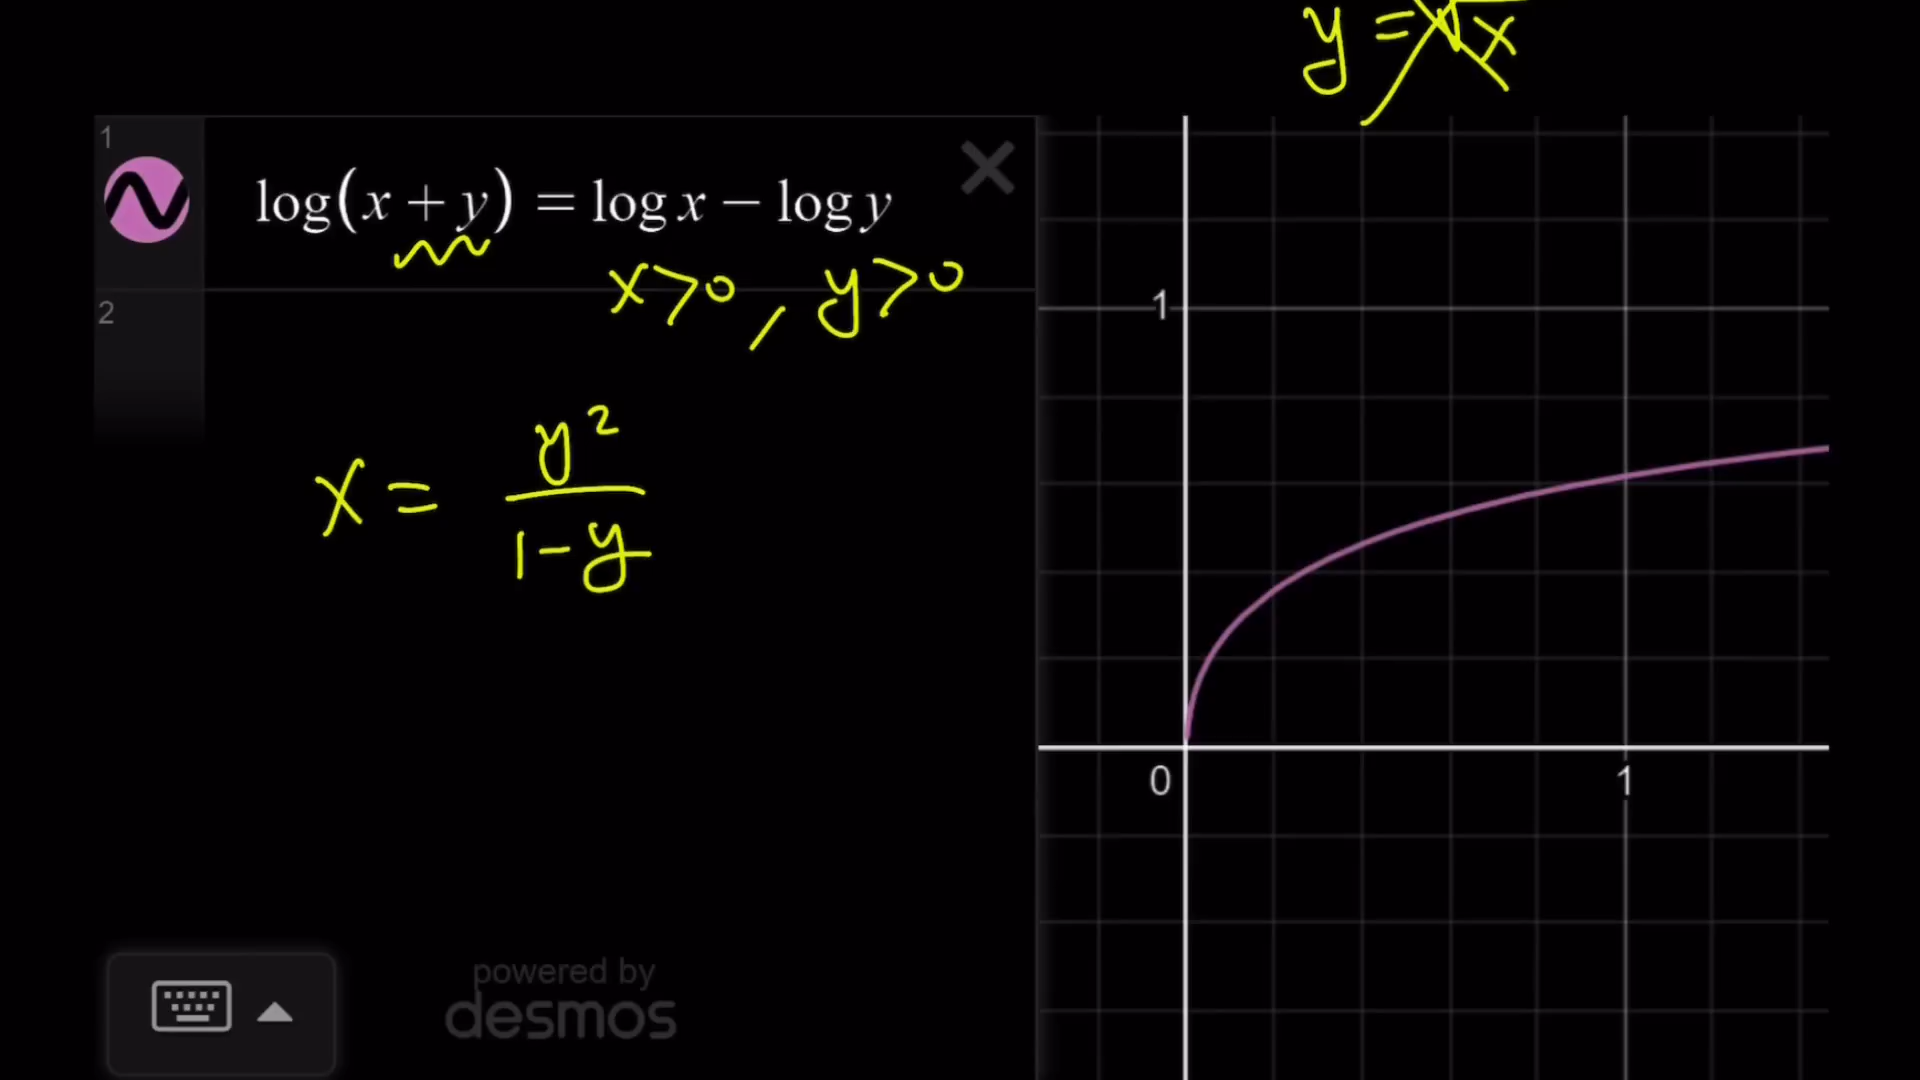 y = √x
1
log(x + y) = log x − log y
x>0, y>0
2
1
x = y²/(1-y)
0
1
powered by
desmos